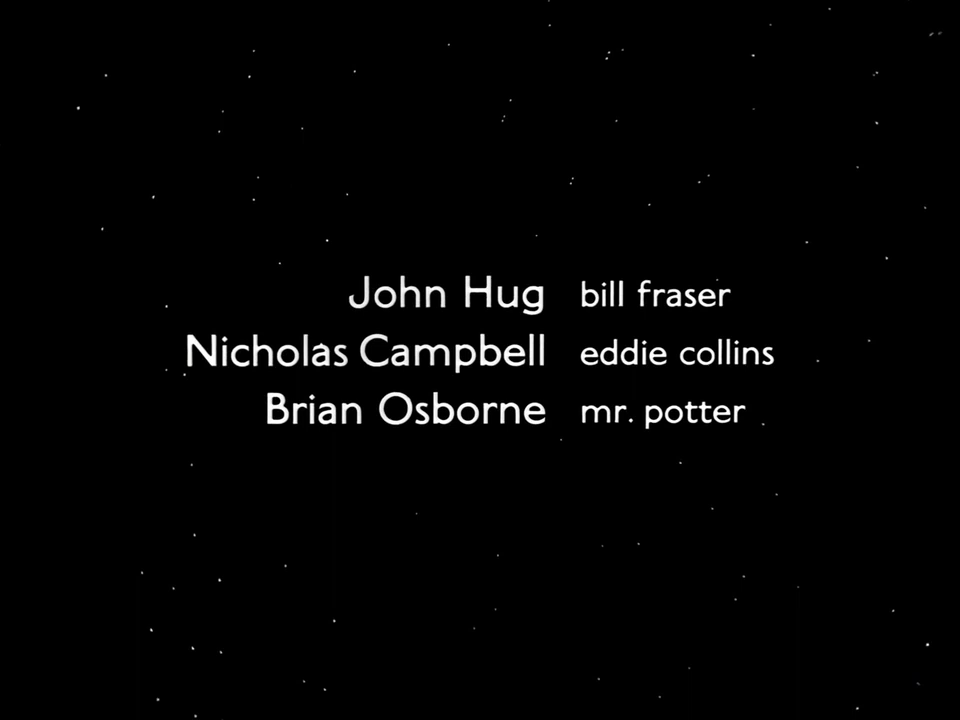 John Hug bill fraser
Nicholas Campbell eddie collins
Brian Osborne mr. potter